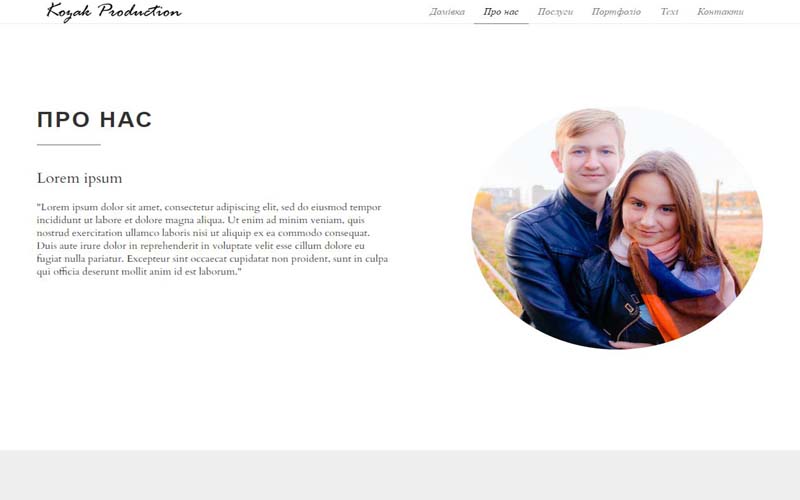 Kozak Production
Домівка Про нас Послуги Портфоліо Техі Контакти
ПРО НАС
Lorem ipsum
"Lorem ipsum dolor sit amet, consectetur adipiscing elit, sed do eiusmod tempor
incididunt ut labore et dolore magna aliqua. Ut enim ad minim veniam, quis
nostrud exercitation ullamco laboris nisi ut aliquip ex ea commodo consequat.
Duis aute irure dolor in reprehenderit in voluptate velit esse cillum dolore eu
fugiat nulla pariatur. Excepteur sint occaecat cupidatat non proident, sunt in culpa
qui officia deserunt mollit anim id est laborum."